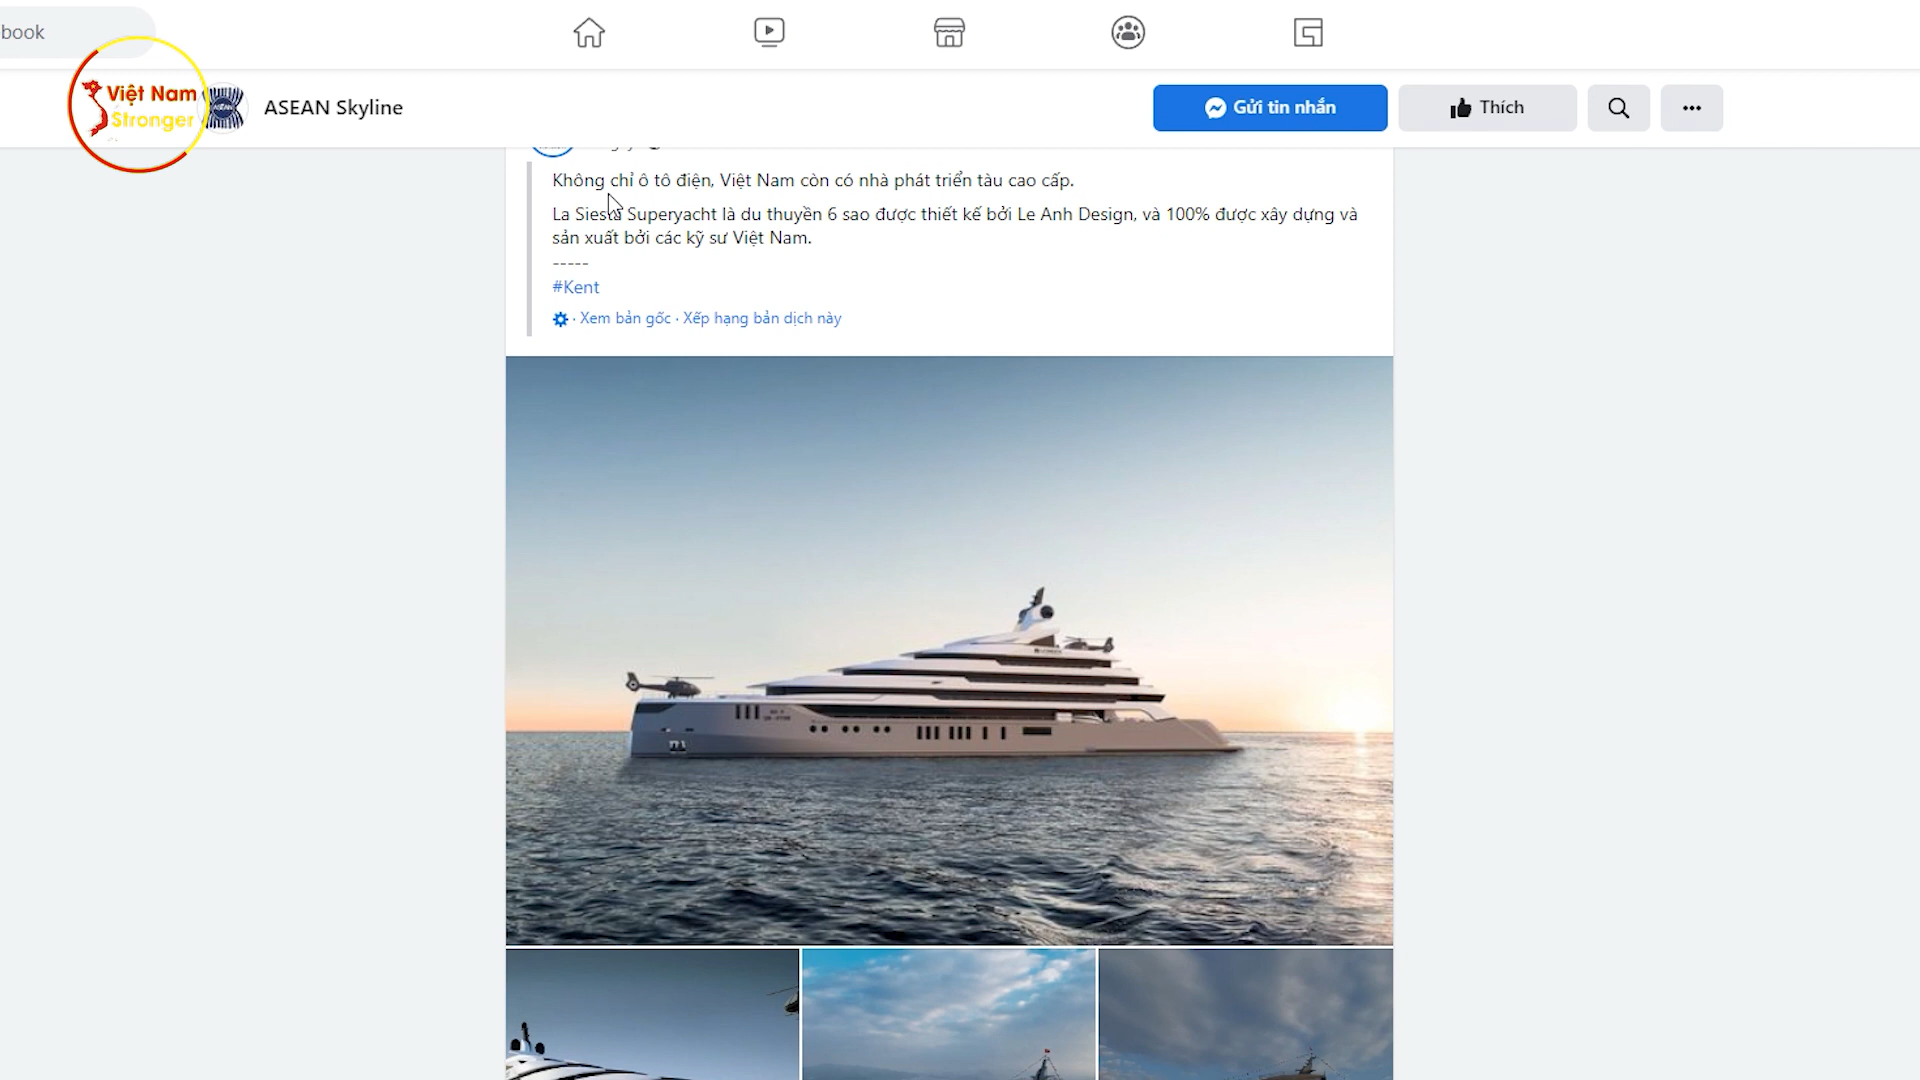 book
Việt Nam
Stronger
ASEAN Skyline
Gửi tin nhắn
Thích
Không chỉ ô tô điện, Việt Nam còn có nhà phát triển tàu cao cấp.
La Siesta Superyacht là du thuyền 6 sao được thiết kế bởi Le Anh Design, và 100% được xây dựng và
sản xuất bởi các kỹ sư Việt Nam.
-----
#Kent
· Xem bản gốc · Xếp hạng bản dịch này